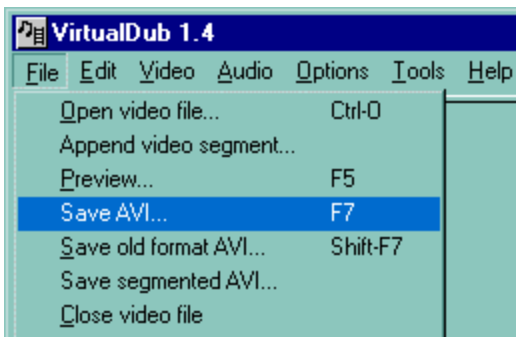 VirtualDub 1.4
File Edit Video Audio Options Tools Help
Open video file... Ctrl-O
Append video segment...
Preview... F5
Save AVI... F7
Save old format AVI... Shift-F7
Save segmented AVI...
Close video file